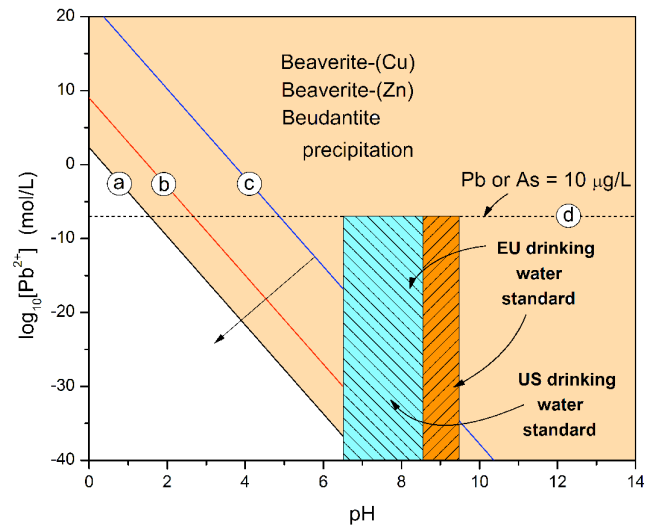 20
10
0
-10
-20
-30
-40
log10[Pb2+] (mol/L)
Beaverite-(Cu)
Beaverite-(Zn)
Beudantite
precipitation
a
b
c
Pb or As = 10 μg/L
d
EU drinking
water
standard
US drinking
water
standard
0
2
4
6
8
10
12
14
pH